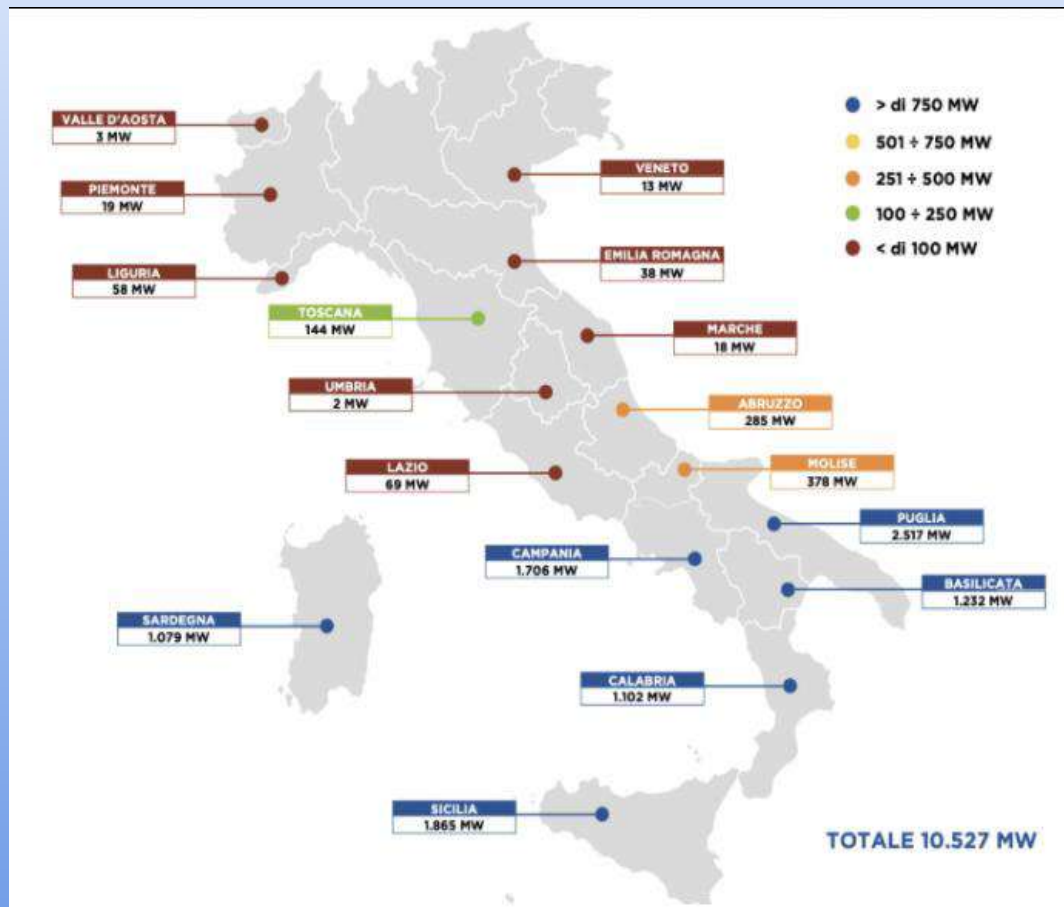 > di 750 MW
501 ÷ 750 MW
251 ÷ 500 MW
100 ÷ 250 MW
< di 100 MW
VALLE D'AOSTA
3 MW
VENETO
13 MW
PIEMONTE
19 MW
EMILIA ROMAGNA
38 MW
LIGURIA
58 MW
TOSCANA
144 MW
MARCHE
18 MW
UMBRIA
2 MW
ABRUZZO
285 MW
LAZIO
69 MW
MOLISE
378 MW
PUGLIA
2.517 MW
CAMPANIA
1.706 MW
BASILICATA
1.232 MW
SARDEGNA
1.079 MW
CALABRIA
1.102 MW
SICILIA
1.865 MW
TOTALE 10.527 MW